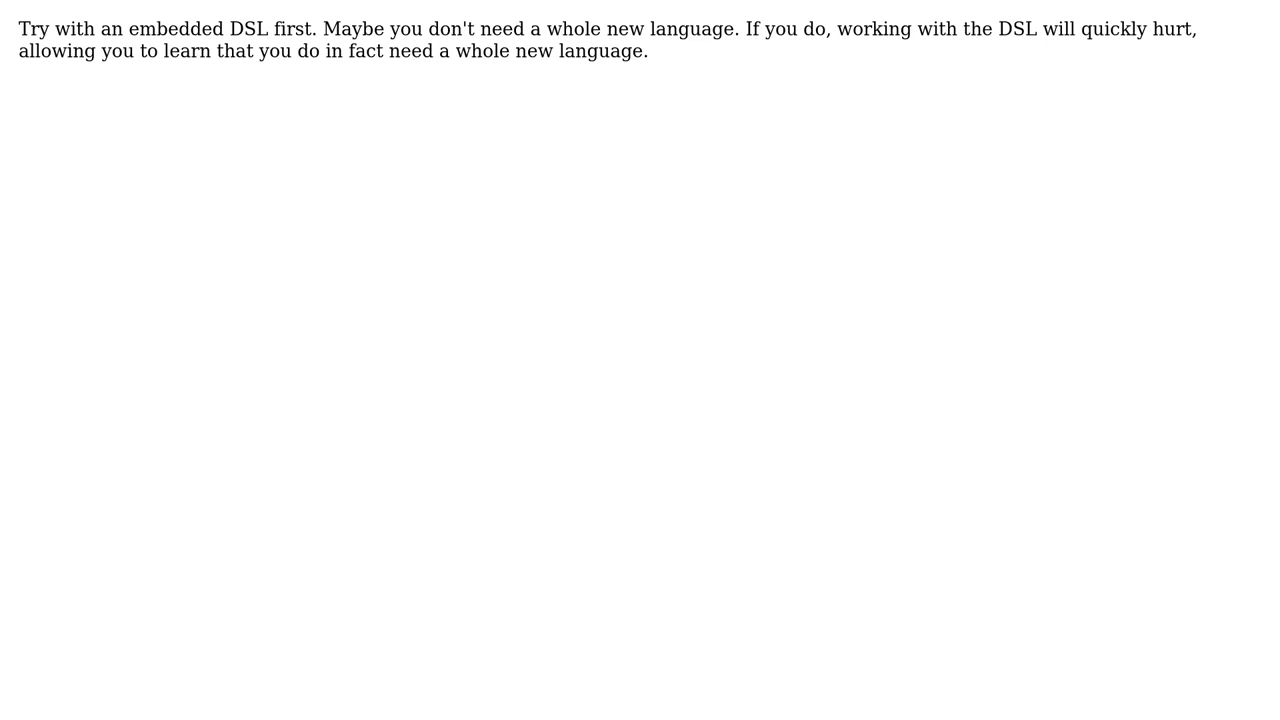 Try with an embedded DSL first. Maybe you don't need a whole new language. If you do, working with the DSL will quickly hurt,
allowing you to learn that you do in fact need a whole new language.